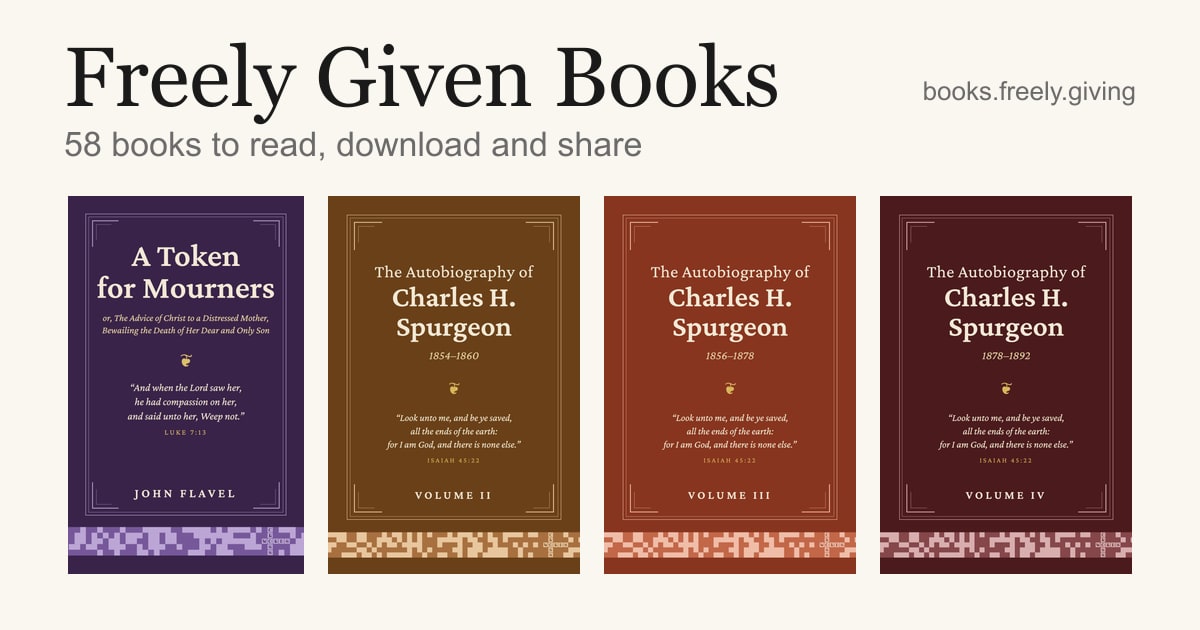 Freely Given Books
books.freely.giving
58 books to read, download and share
A Token
for Mourners
or, The Advice of Christ to a Distressed Mother,
Bewailing the Death of Her Dear and Only Son
“And when the Lord saw her,
he had compassion on her,
and said unto her, Weep not.”
LUKE 7:13
JOHN FLAVEL
The Autobiography of
Charles H.
Spurgeon
1854–1860
“Look unto me, and be ye saved,
all the ends of the earth:
for I am God, and there is none else.”
ISAIAH 45:22
VOLUME II
The Autobiography of
Charles H.
Spurgeon
1856–1878
“Look unto me, and be ye saved,
all the ends of the earth:
for I am God, and there is none else.”
ISAIAH 45:22
VOLUME III
The Autobiography of
Charles H.
Spurgeon
1878–1892
“Look unto me, and be ye saved,
all the ends of the earth:
for I am God, and there is none else.”
ISAIAH 45:22
VOLUME IV